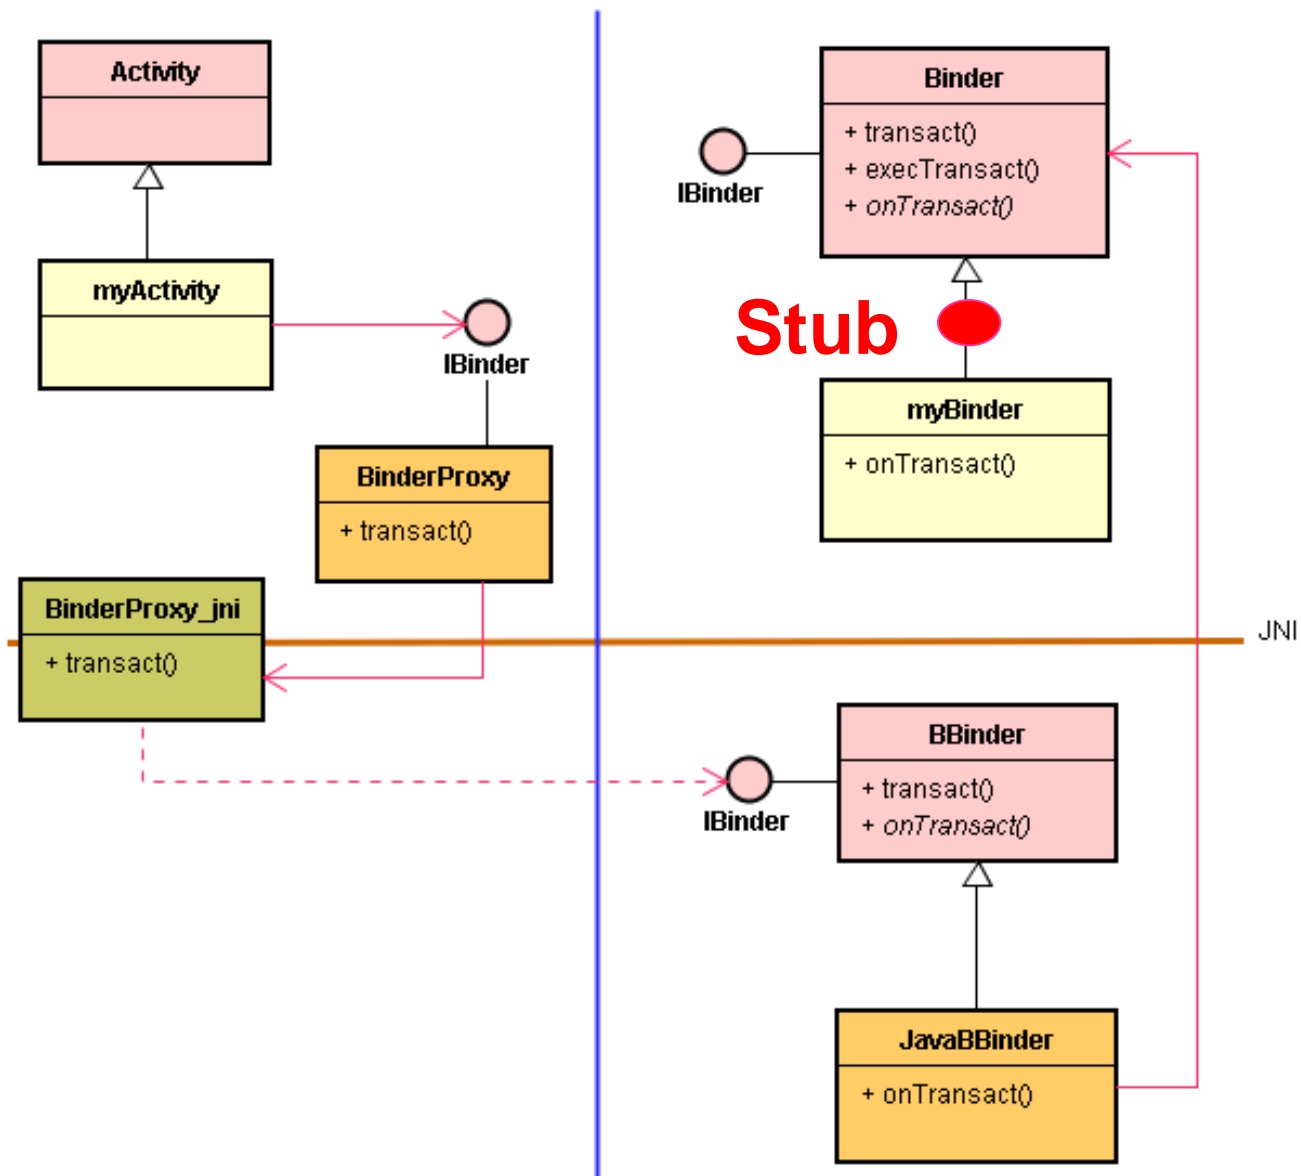 Activity
myActivity
IBinder
BinderProxy
+ transact()
BinderProxy_jni
+ transact()
Binder
+ transact()
+ execTransact()
+ onTransact()
IBinder
Stub
myBinder
+ onTransact()
JNI
BBinder
+ transact()
+ onTransact()
IBinder
JavaBBinder
+ onTransact()